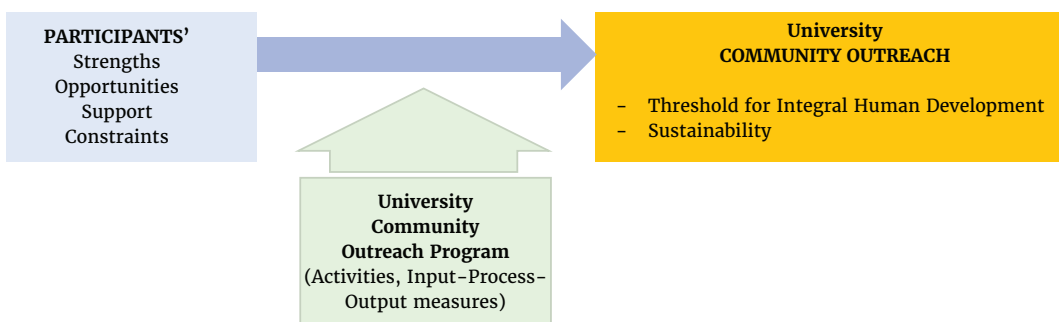 PARTICIPANTS’
Strengths
Opportunities
Support
Constraints
University
COMMUNITY OUTREACH
- Threshold for Integral Human Development
- Sustainability
University
Community
Outreach Program
(Activities, Input-Process-
Output measures)